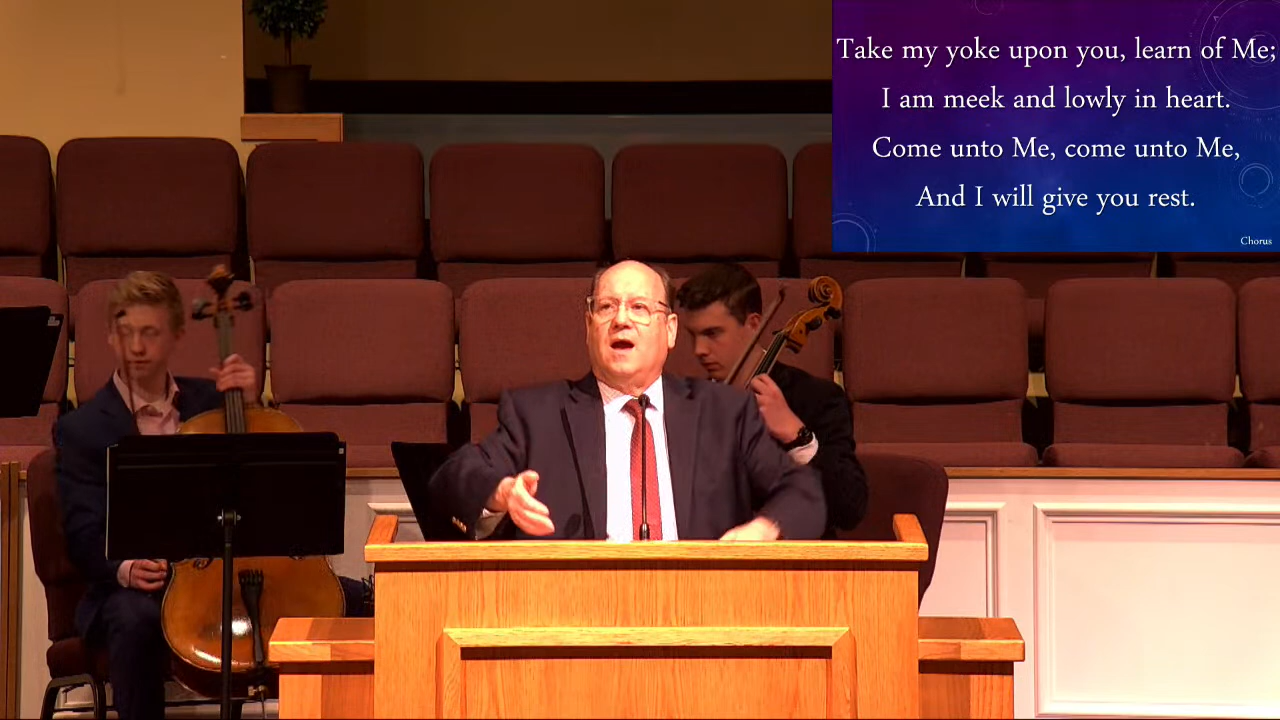 Take my yoke upon you, learn of Me;
I am meek and lowly in heart.
Come unto Me, come unto Me,
And I will give you rest.
Chorus